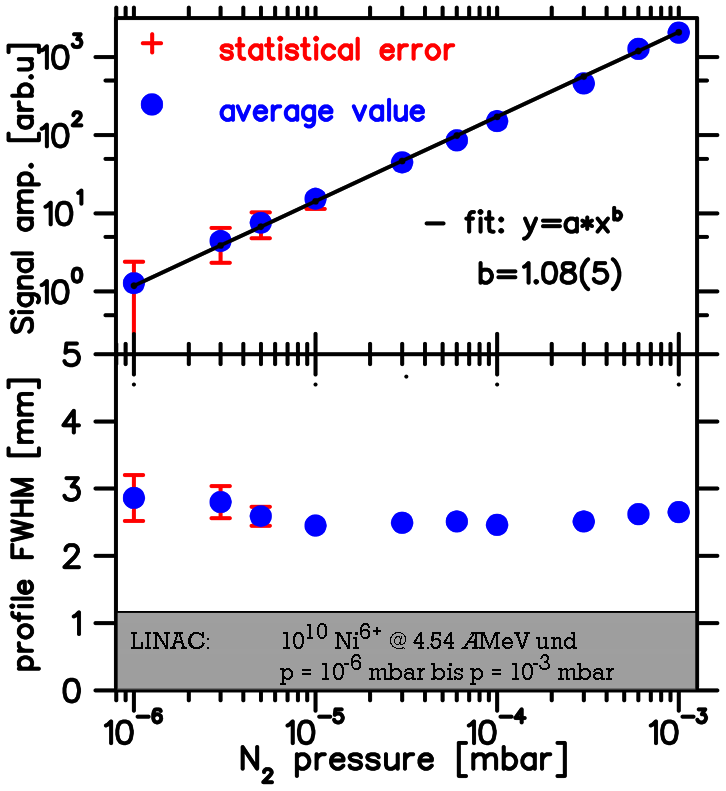 Signal amp. [arb.u]
10³
10²
10¹
10⁰
statistical error
average value
fit: y=a*xᵇ
b=1.08(5)
profile FWHM [mm]
5
4
3
2
1
0
LINAC: 10¹⁰ Ni⁶⁺ @ 4.54 AMeV und
p = 10⁻⁶ mbar bis p = 10⁻³ mbar
10⁻⁶ 10⁻⁵ 10⁻⁴ 10⁻³
N₂ pressure [mbar]